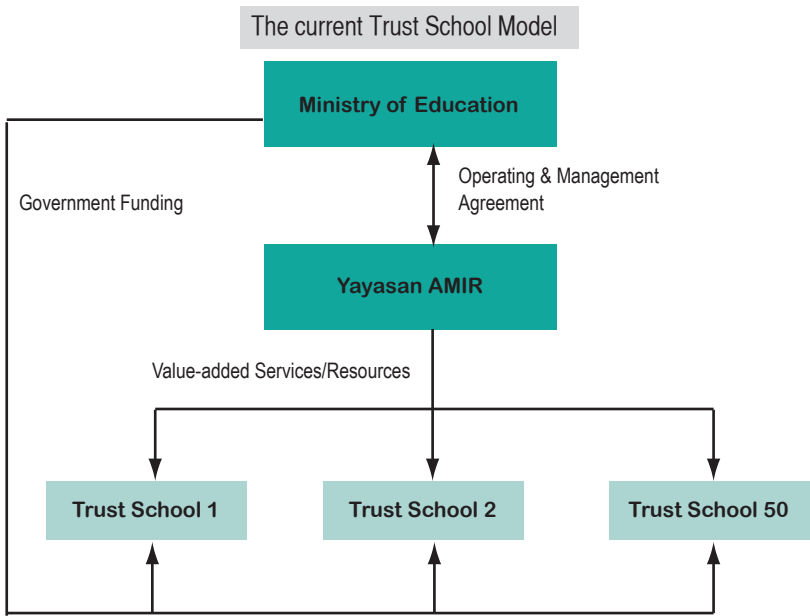 The current Trust School Model
Ministry of Education
Government Funding
Operating & Management
Agreement
Yayasan AMIR
Value-added Services/Resources
Trust School 1
Trust School 2
Trust School 50